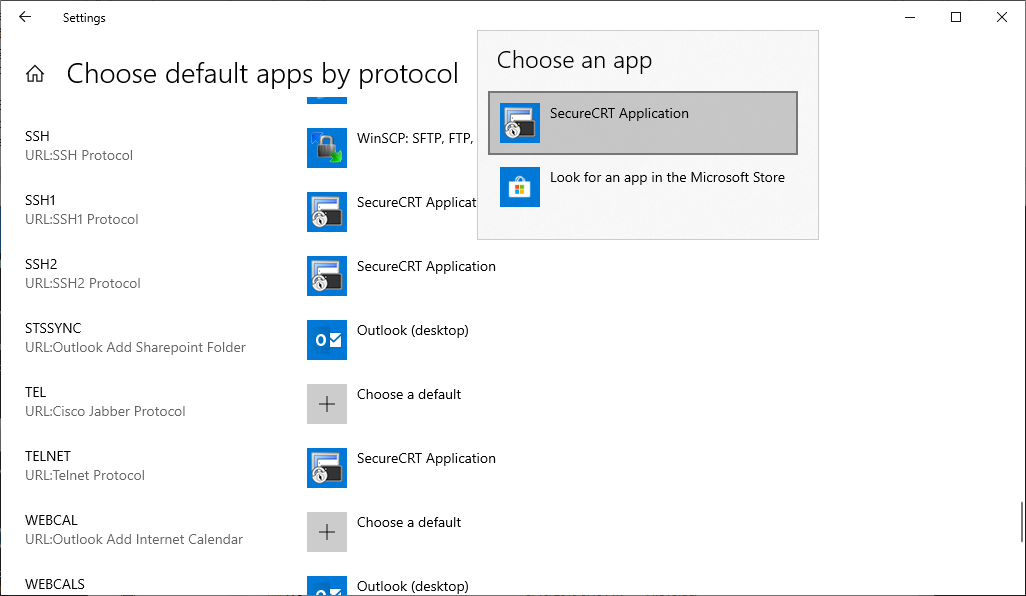 Settings
Choose default apps by protocol
Choose an app
SecureCRT Application
Look for an app in the Microsoft Store
SSH
URL:SSH Protocol
WinSCP: SFTP, FTP,
SSH1
URL:SSH1 Protocol
SecureCRT Applicat
SSH2
URL:SSH2 Protocol
SecureCRT Application
STSSYNC
URL:Outlook Add Sharepoint Folder
Outlook (desktop)
TEL
URL:Cisco Jabber Protocol
Choose a default
TELNET
URL:Telnet Protocol
SecureCRT Application
WEBCAL
URL:Outlook Add Internet Calendar
Choose a default
WEBCALS
Outlook (desktop)